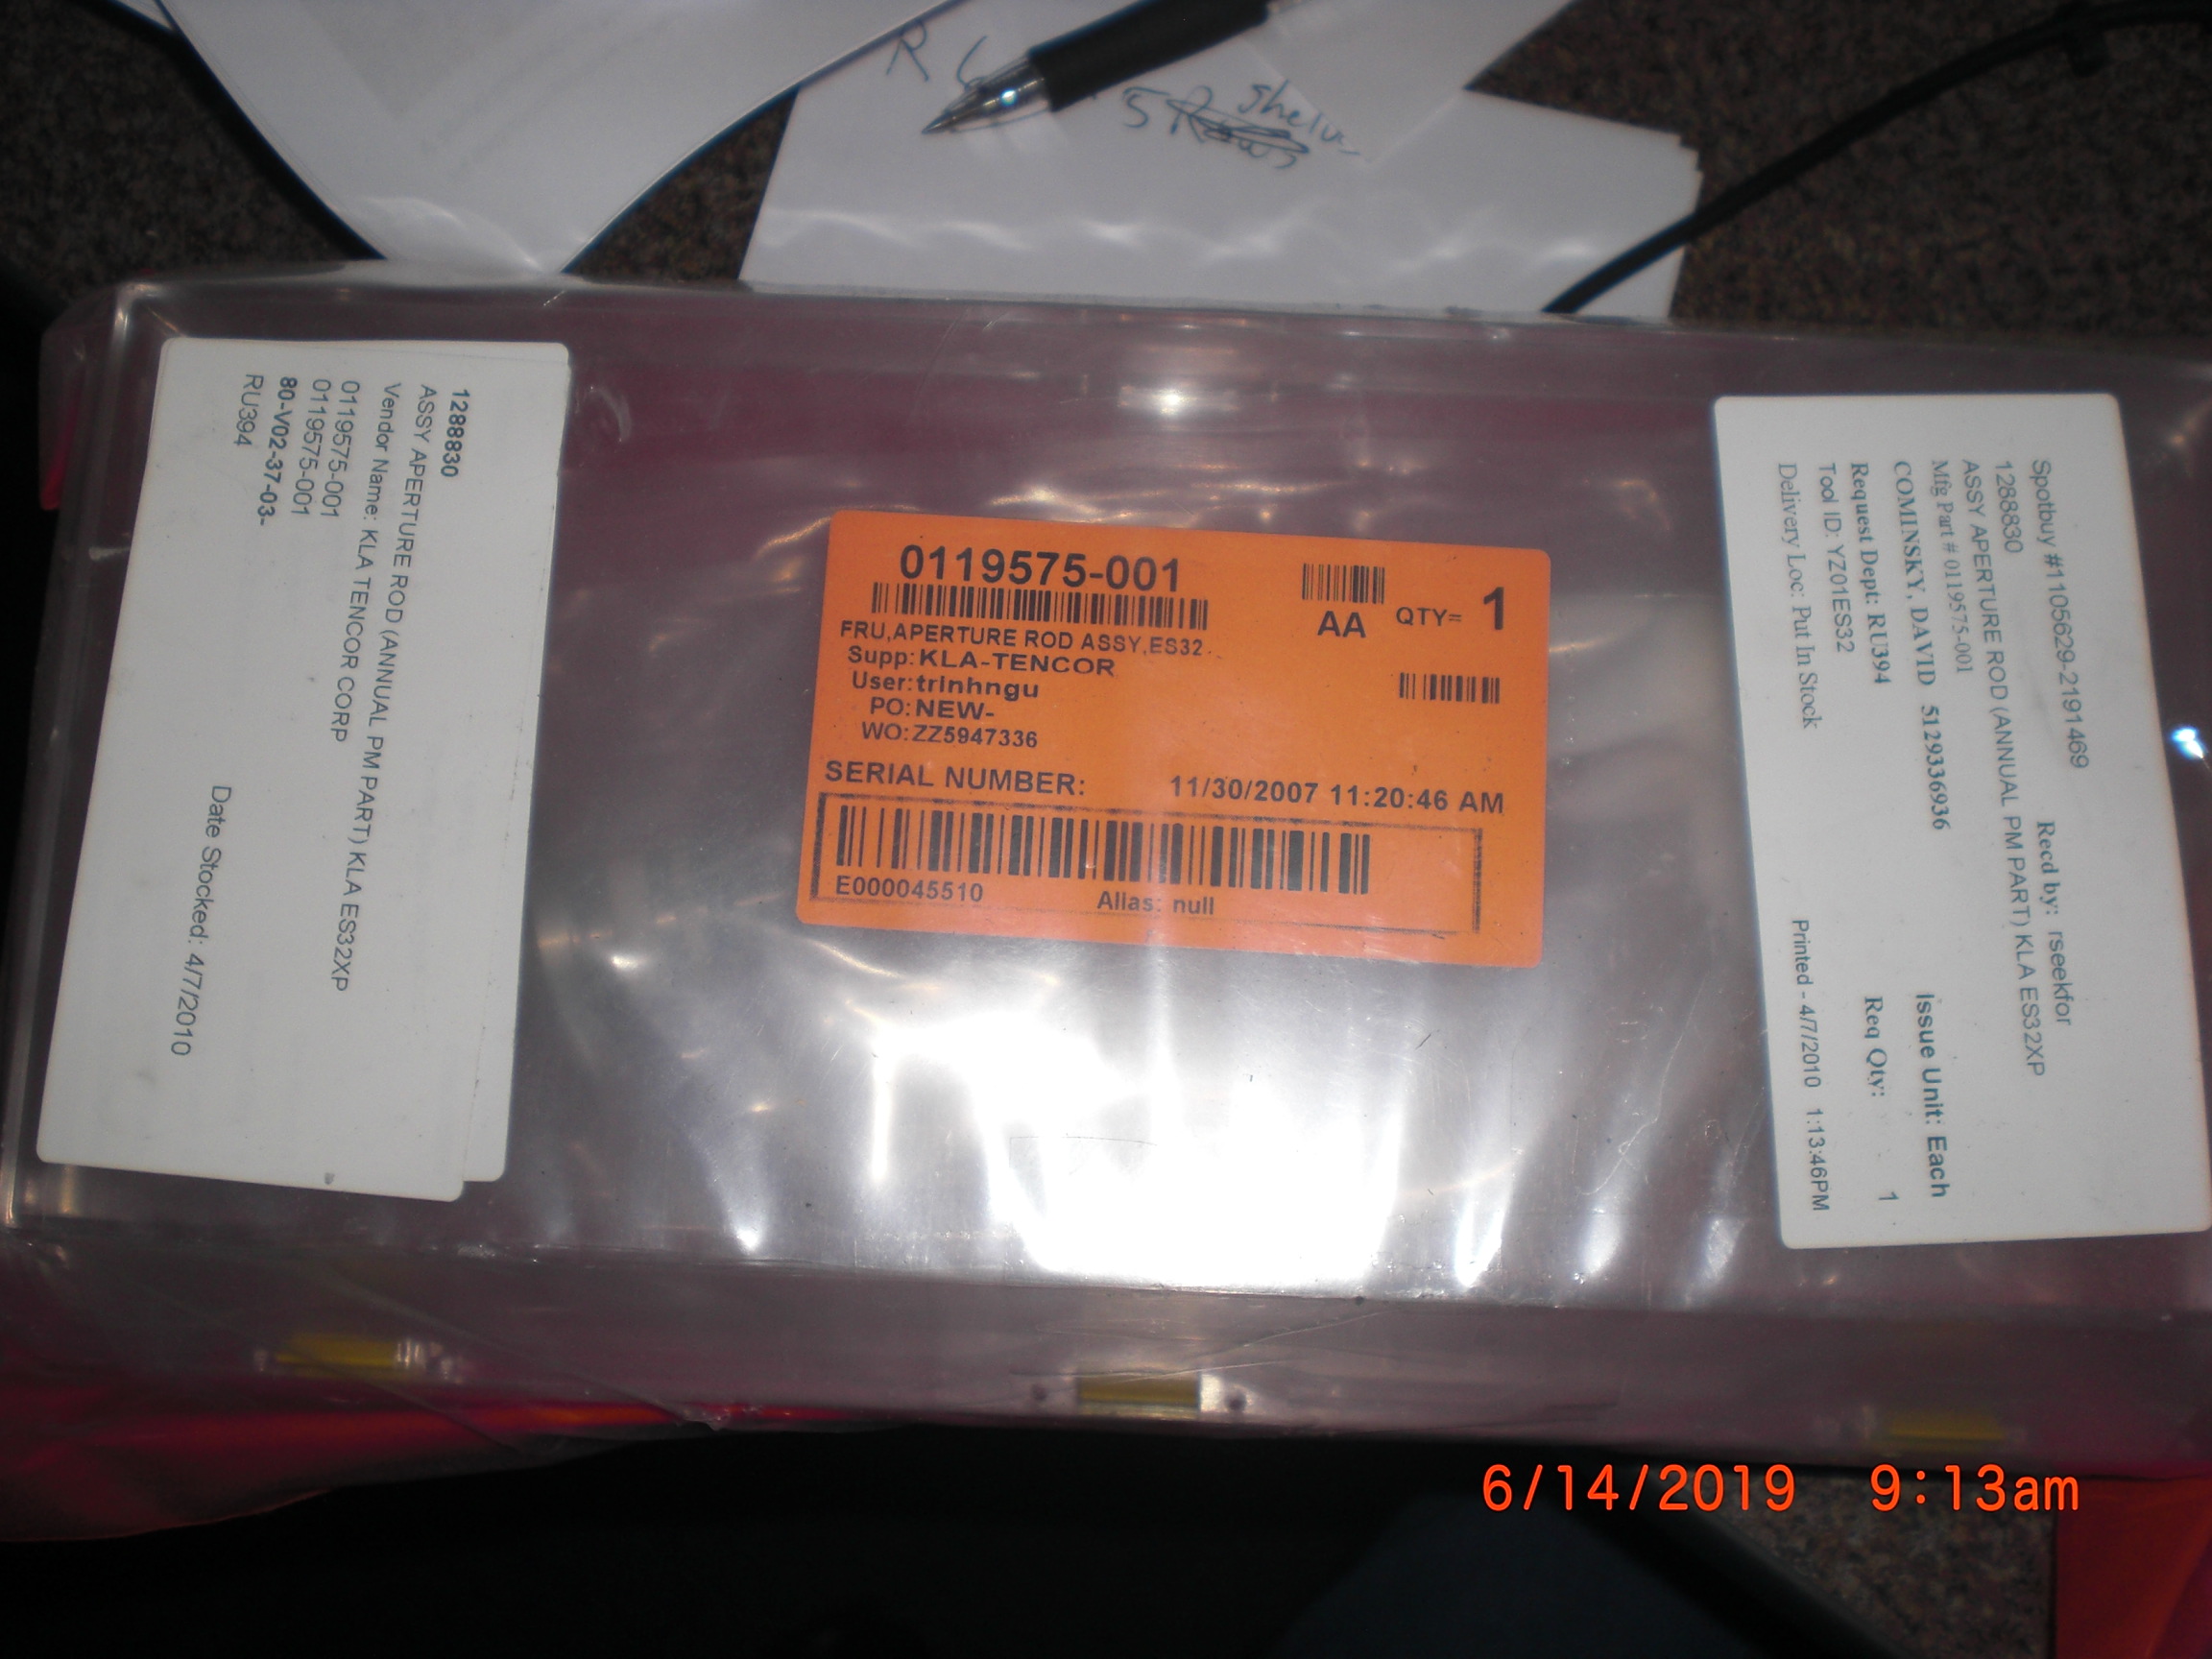 R
5
shelves
1288830
ASSY APERTURE ROD (ANNUAL PM PART) KLA ES32XP
Vendor Name: KLA TENCOR CORP
0119575-001
0119575-001
80-V02-37-03-
RU394
Date Stocked: 4/7/2010
0119575-001
AA QTY= 1
FRU,APERTURE ROD ASSY,ES32
Supp:KLA-TENCOR
User:trinhngu
PO:NEW-
WO:ZZ5947336
SERIAL NUMBER: 11/30/2007 11:20:46 AM
E000045510 Alias: null
Spotbuy #1105629-2191469 Recd by: rseekfor
1288830
ASSY APERTURE ROD (ANNUAL PM PART) KLA ES32XP
Mfg Part # 0119575-001
COMINSKY, DAVID 5129336936 Issue Unit: Each
Request Dept: RU394 Req Qty: 1
Tool ID: YZ01ES32
Delivery Loc: Put In Stock Printed - 4/7/2010 1:13:46PM
6/14/2019 9:13am